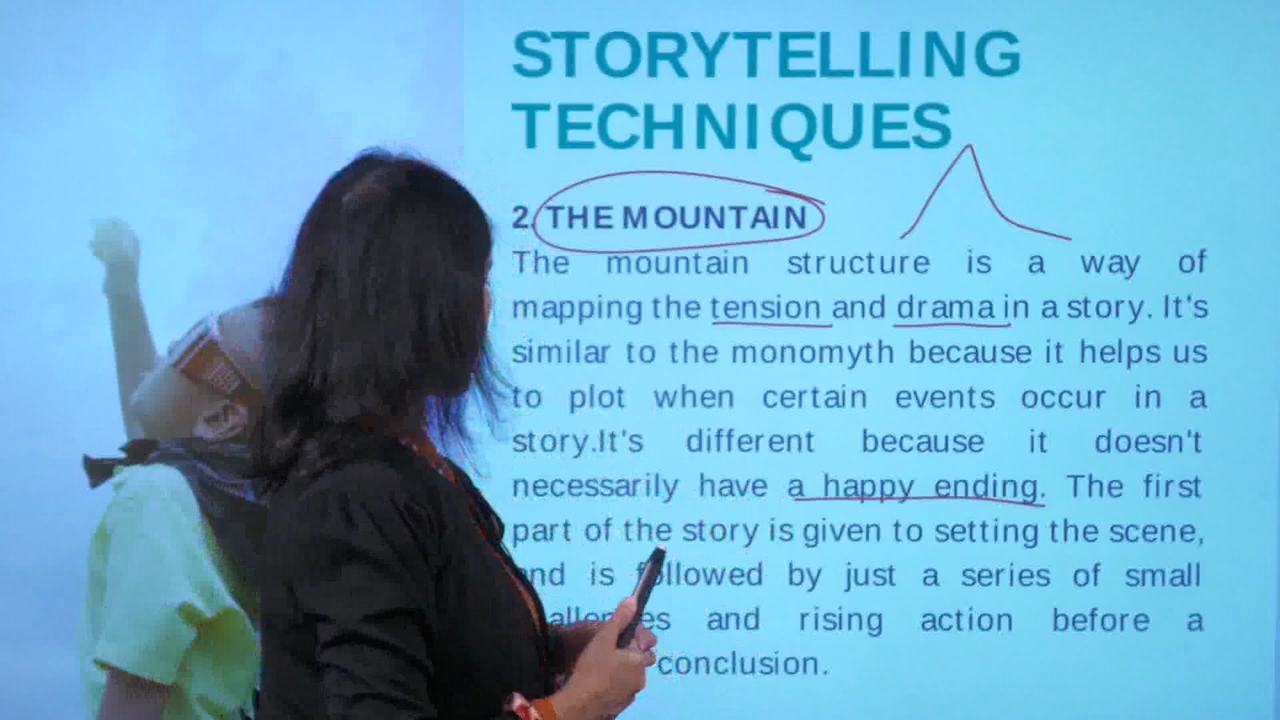 STORYTELLING
TECHNIQUES
2. THE MOUNTAIN
The mountain structure is a way of
mapping the tension and drama in a story. It's
similar to the monomyth because it helps us
to plot when certain events occur in a
story.It's different because it doesn't
necessarily have a happy ending. The first
part of the story is given to setting the scene,
and is followed by just a series of small
and rising action before a
conclusion.